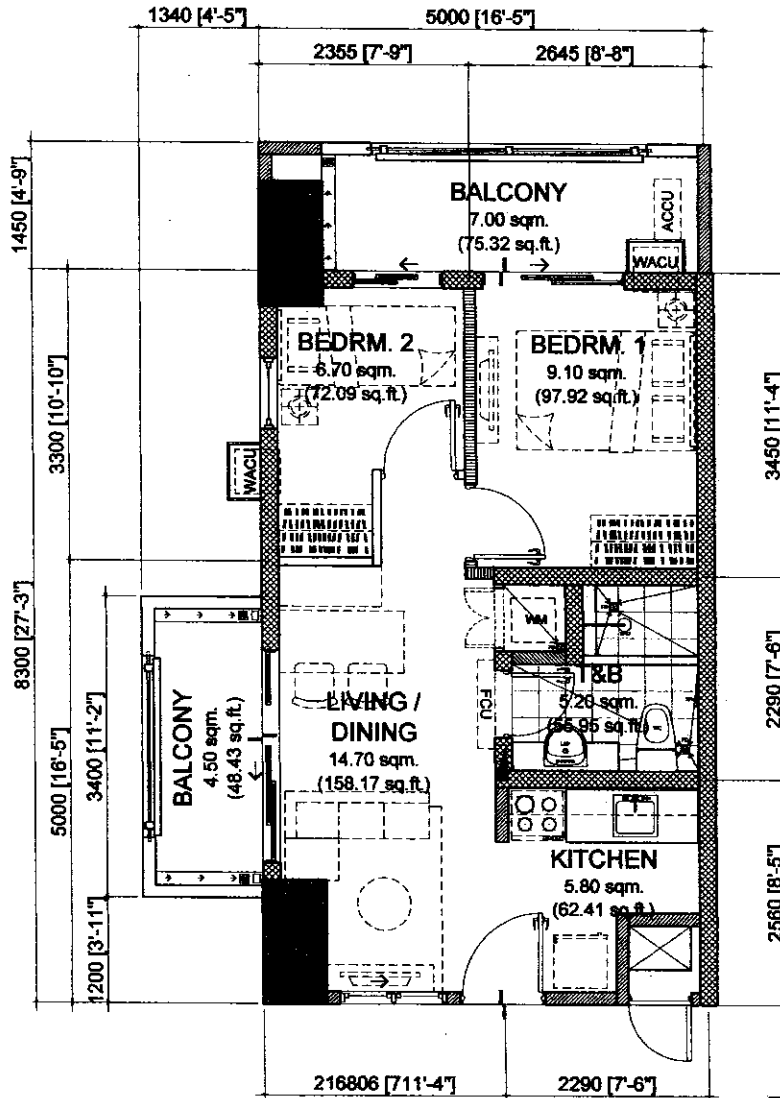 1340 [4'-5"]
5000 [16'-5"]
2355 [7'-9"]
2645 [8'-8"]
1450 [4'-9"]
3300 [10'-10"]
8300 [27'-3"]
5000 [16'-5"]
3400 [11'-2"]
1200 [3'-11"]
BALCONY
7.00 sqm.
(75.32 sq.ft.)
ACCU
WACU
BEDRM. 2
6.70 sqm.
(72.09 sq.ft.)
BEDRM. 1
9.10 sqm.
(97.92 sq.ft.)
WACU
WM
FCU
T&B
5.20 sqm.
(55.95 sq.ft.)
LIVING /
DINING
14.70 sqm.
(158.17 sq.ft.)
BALCONY
4.50 sqm.
(48.43 sq.ft.)
KITCHEN
5.80 sqm.
(62.41 sq.ft.)
3450 [11'-4"]
2290 [7'-6"]
2560 [8'-5"]
216806 [711'-4"]
2290 [7'-6"]